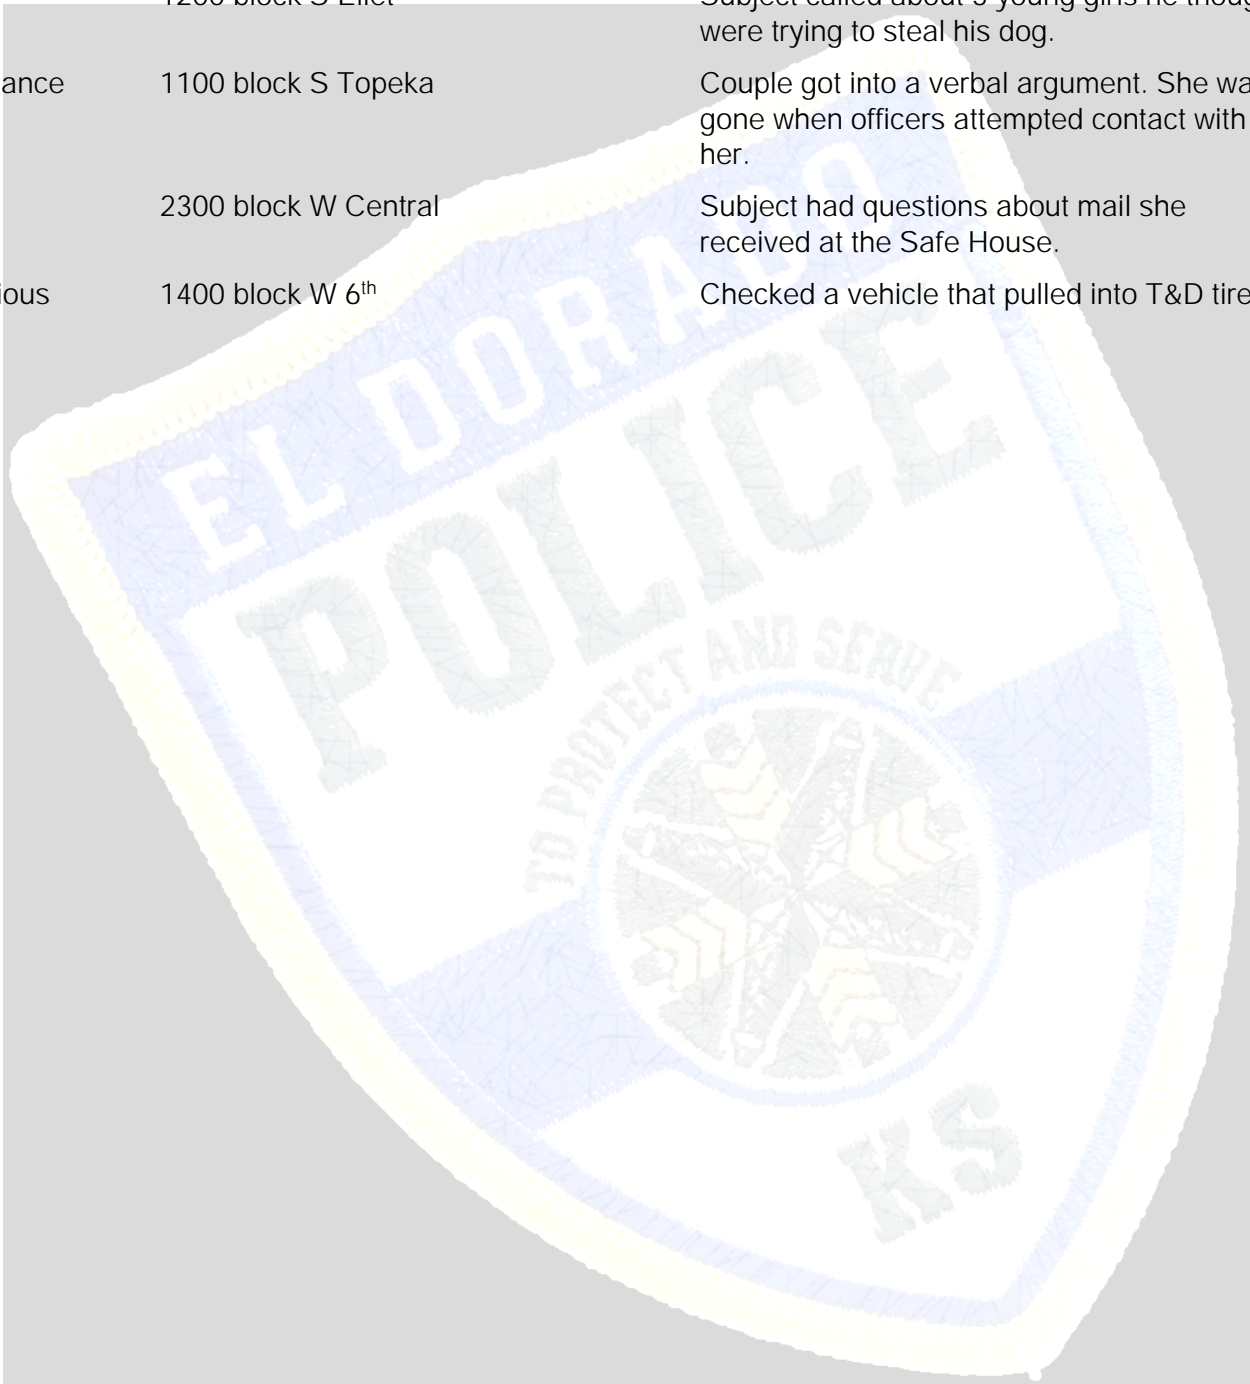 were trying to steal his dog.
ance 1100 block S Topeka Couple got into a verbal argument. She wa
gone when officers attempted contact with
her.
2300 block W Central Subject had questions about mail she
received at the Safe House.
ious 1400 block W 6th Checked a vehicle that pulled into T&D tire
EL DORADO
POLICE
TO PROTECT AND SERVE
KS